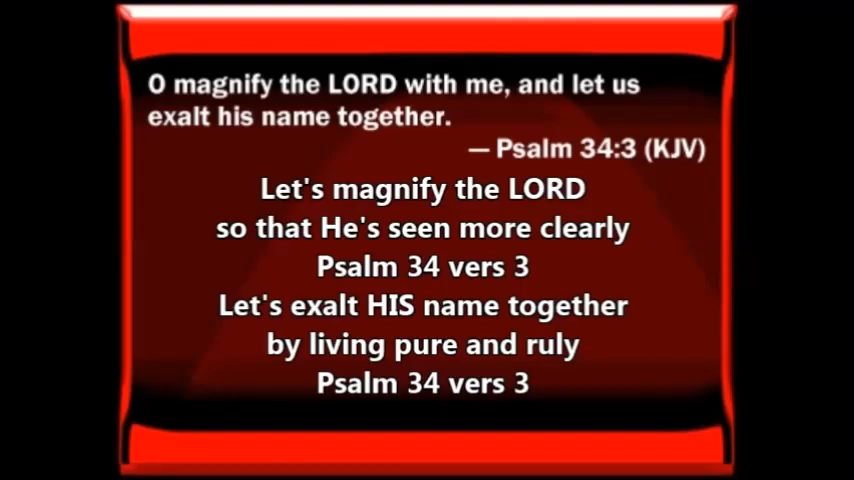 O magnify the LORD with me, and let us
exalt his name together.
— Psalm 34:3 (KJV)
Let's magnify the LORD
so that He's seen more clearly
Psalm 34 vers 3
Let's exalt HIS name together
by living pure and ruly
Psalm 34 vers 3